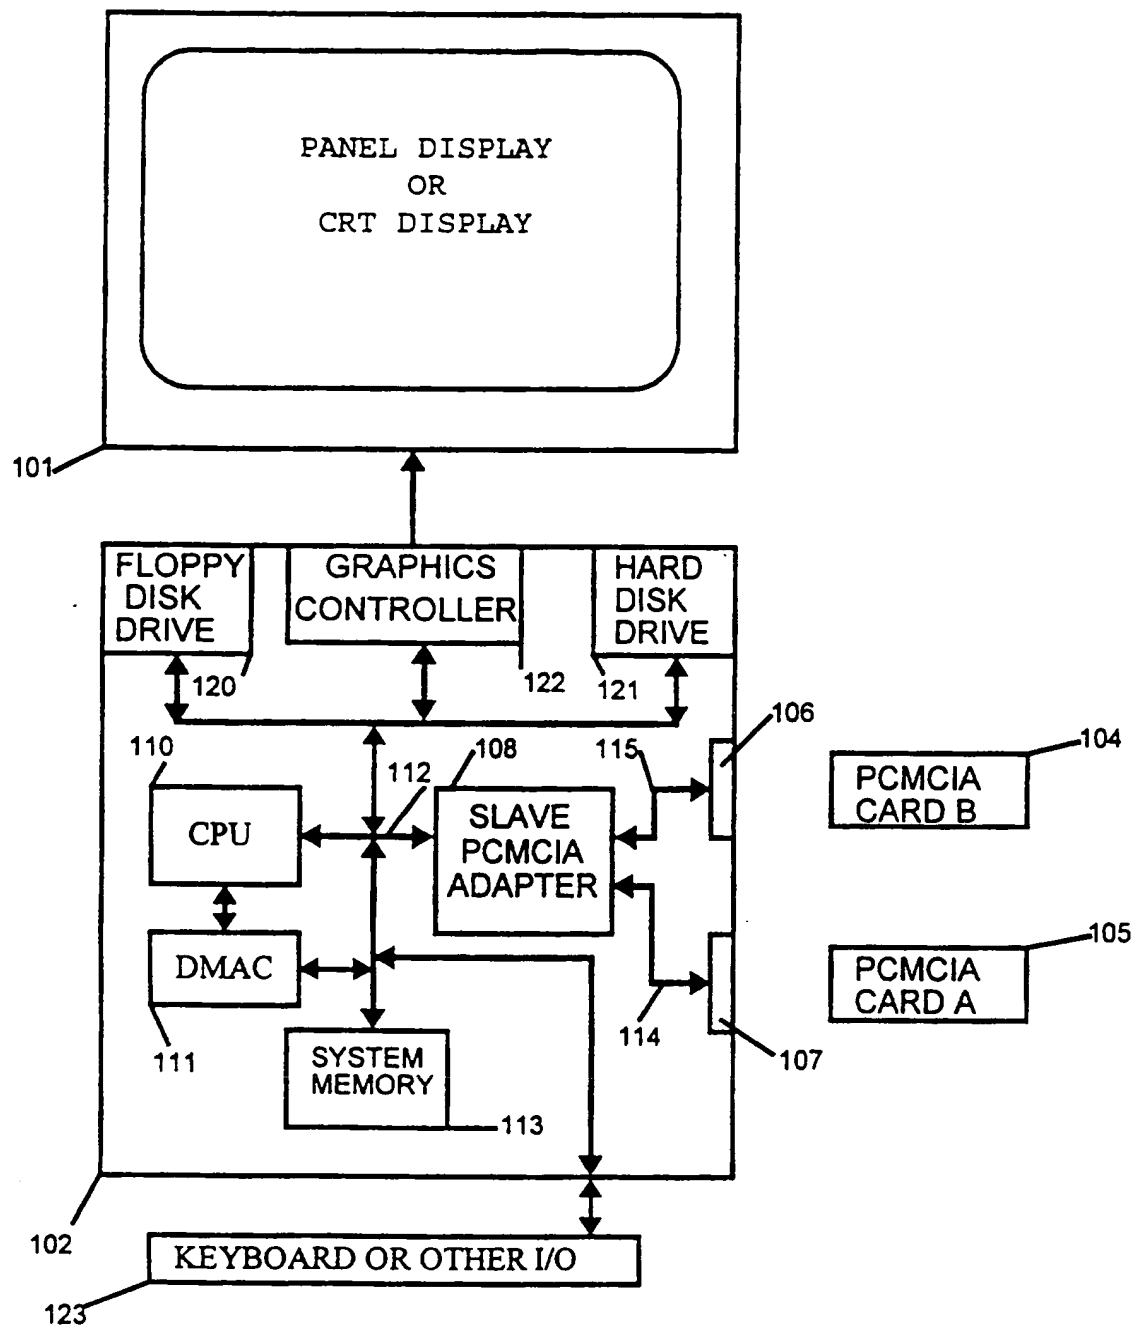 PANEL DISPLAY
OR
CRT DISPLAY
101
FLOPPY
DISK
DRIVE
GRAPHICS
CONTROLLER
HARD
DISK
DRIVE
120
122
121
106
110
108
115
104
112
CPU
SLAVE
PCMCIA
ADAPTER
PCMCIA
CARD B
DMAC
105
PCMCIA
CARD A
114
111
107
SYSTEM
MEMORY
113
102
KEYBOARD OR OTHER I/O
123